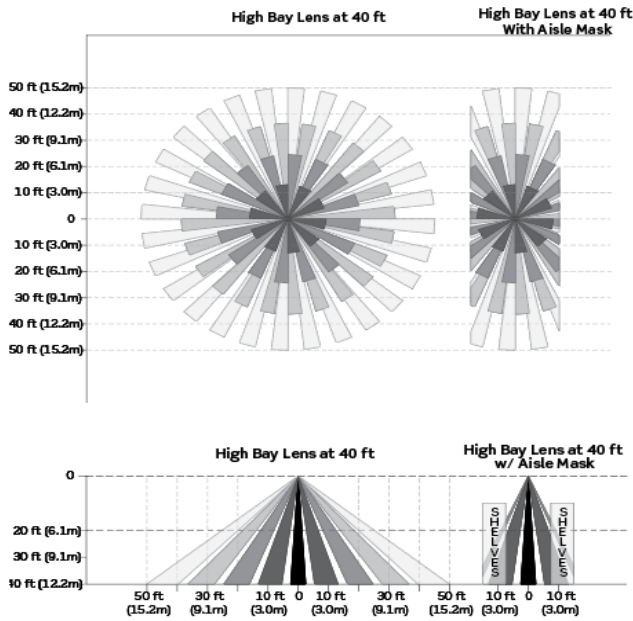 High Bay Lens at 40 ft
High Bay Lens at 40 ft
With Aisle Mask
50 ft (15.2m)
40 ft (12.2m)
30 ft (9.1m)
20 ft (6.1m)
10 ft (3.0m)
0
10 ft (3.0m)
20 ft (6.1m)
30 ft (9.1m)
40 ft (12.2m)
50 ft (15.2m)
High Bay Lens at 40 ft
High Bay Lens at 40 ft
w/ Aisle Mask
0
20 ft (6.1m)
30 ft (9.1m)
40 ft (12.2m)
SHELVES
SHELVES
50 ft 30 ft 10 ft 0 10 ft 30 ft 50 ft 10 ft 0 10 ft
(15.2m) (9.1m) (3.0m) (3.0m) (9.1m) (15.2m) (3.0m) (3.0m)